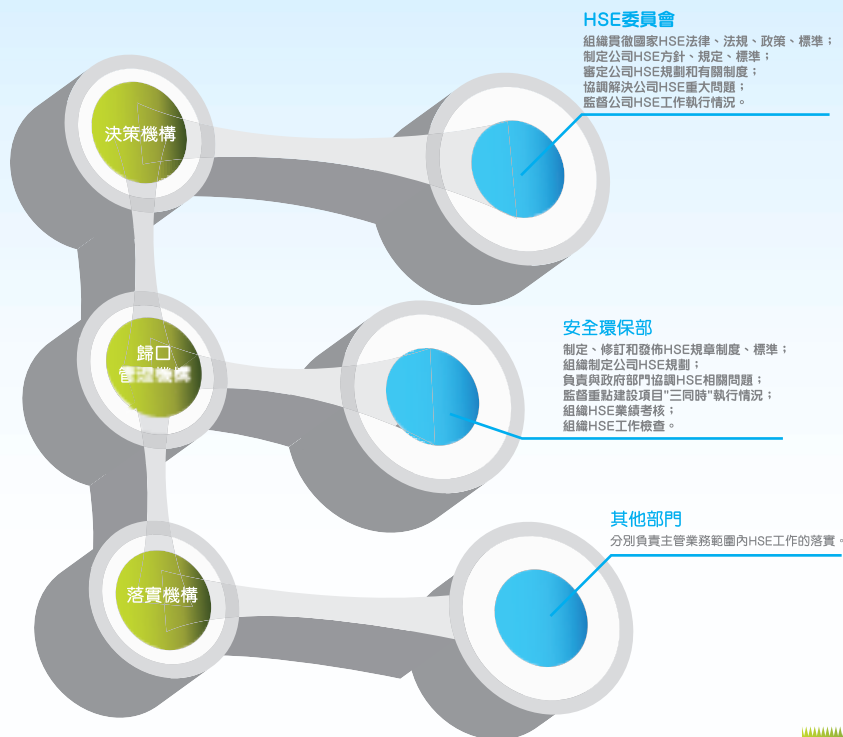 HSE委員會
組織貫徹國家HSE法律、法規、政策、標準；
制定公司HSE方針、規定、標準；
審定公司HSE規劃和有關制度；
協調解決公司HSE重大問題；
監督公司HSE工作執行情況。
決策機構
安全環保部
制定、修訂和發佈HSE規章制度、標準；
組織制定公司HSE規劃；
負責與政府部門協調HSE相關問題；
監督重點建設項目"三同時"執行情況；
組織HSE業績考核；
組織HSE工作檢查。
歸口
管理機構
其他部門
分別負責主管業務範圍內HSE工作的落實。
落實機構